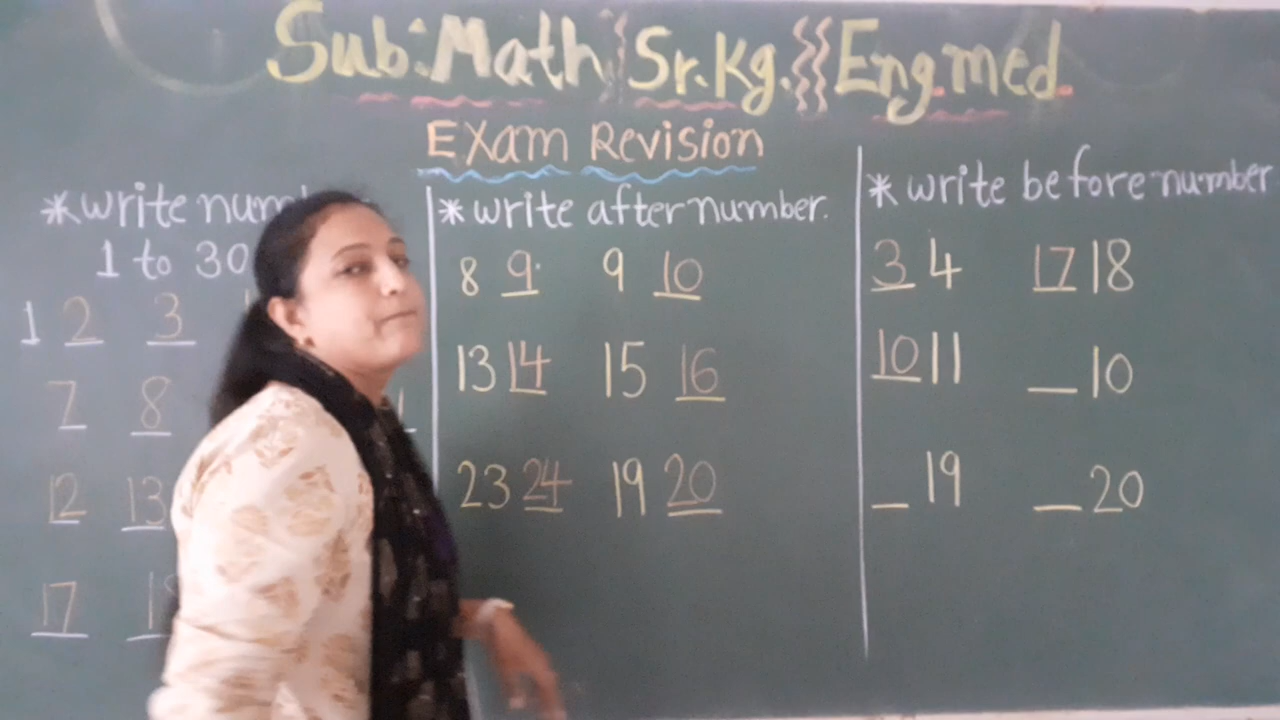 Sub:Math Sr.Kg. Eng.med.
Exam Revision
*write num
1 to 30
1 2 3
7 8
12 13
17
*write after number.
8 9 9 10
13 14 15 16
23 24 19 20
*write before number
3 4 17 18
10 11 _ 10
_ 19 _ 20